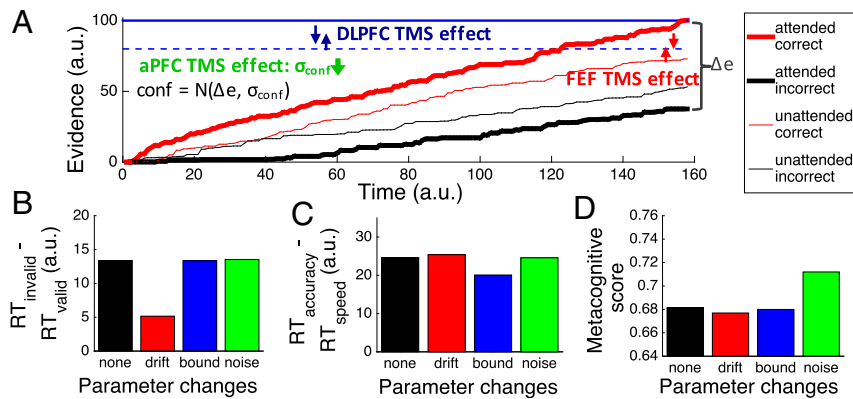 A
Evidence (a.u.)
100
50
0
DLPFC TMS effect
aPFC TMS effect: σconf
conf = N(Δe, σconf)
FEF TMS effect
Δe
0 20 40 60 80 100 120 140 160
Time (a.u.)
attended
correct
attended
incorrect
unattended
correct
unattended
incorrect
B
RTinvalid -
RTvalid (a.u.)
20
15
10
5
0
none drift bound noise
Parameter changes
C
RTaccuracy -
RTspeed (a.u.)
30
20
10
0
none drift bound noise
Parameter changes
D
Metacognitive
score
0.76
0.74
0.72
0.70
0.68
0.66
0.64
none drift bound noise
Parameter changes